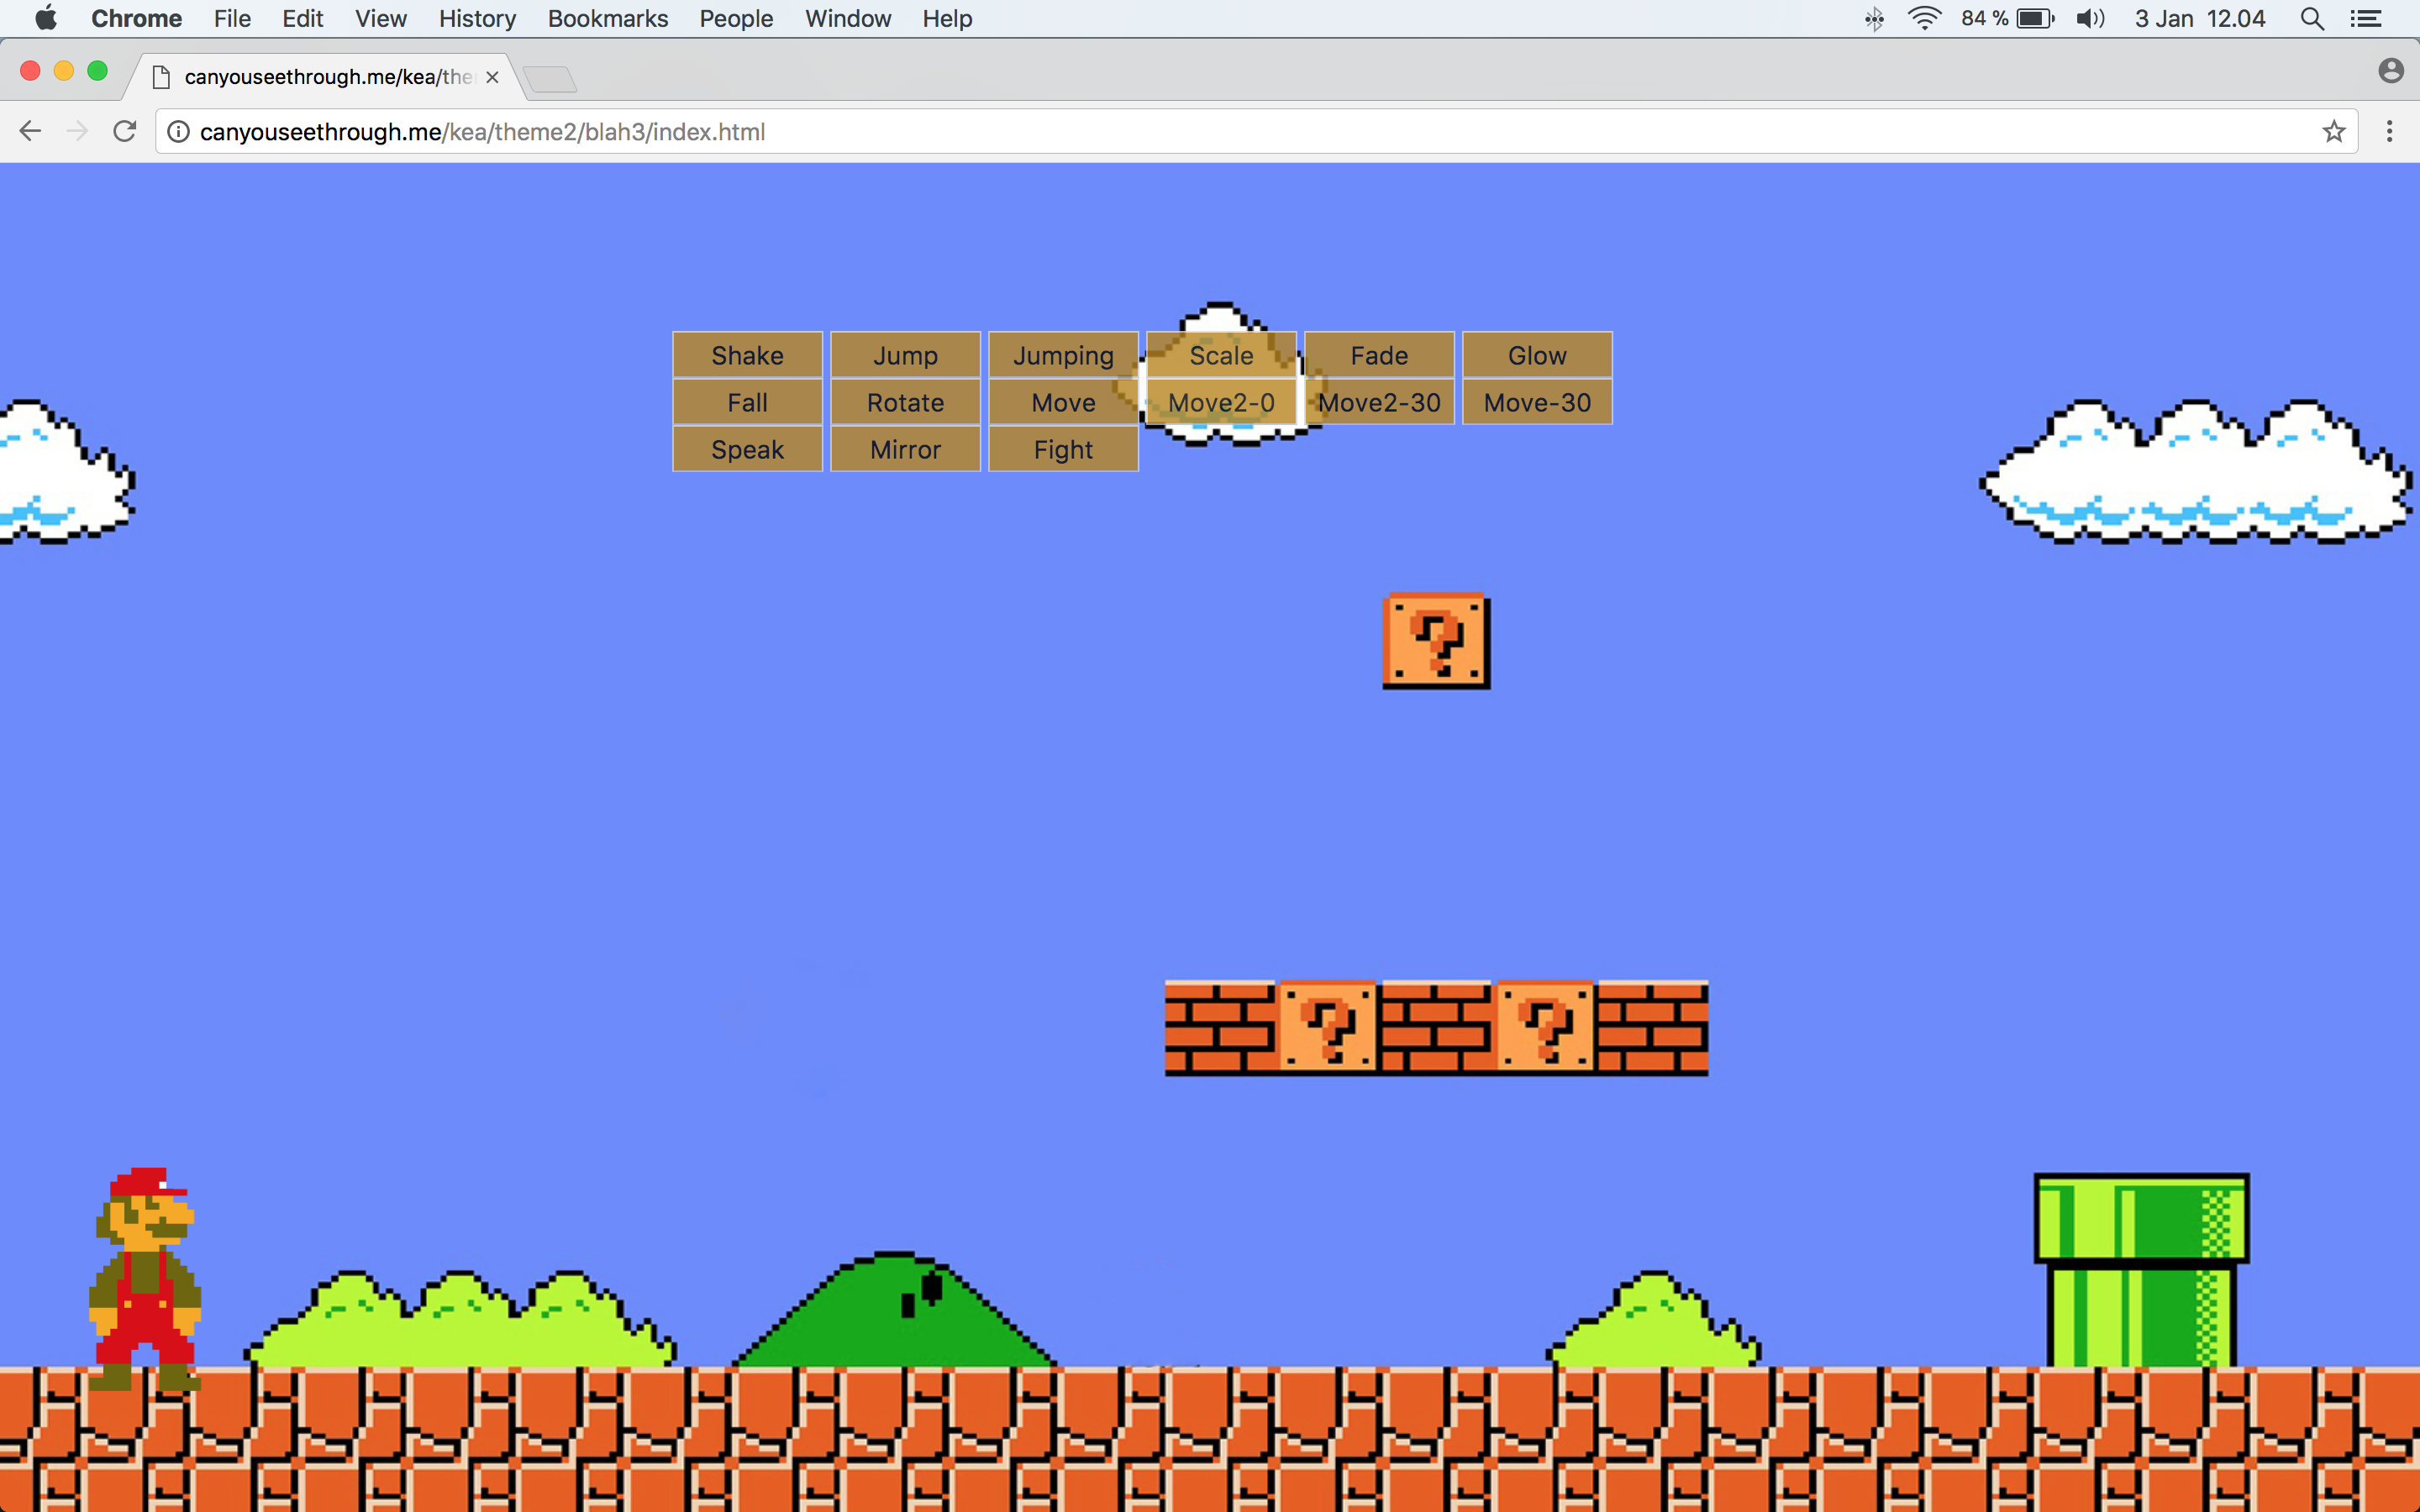 Chrome File Edit View History Bookmarks People Window Help 84 % 3 Jan 12.04
canyouseethrough.me/kea/the
canyouseethrough.me/kea/theme2/blah3/index.html
Shake Jump Jumping Scale Fade Glow
Fall Rotate Move Move2-0 Move2-30 Move-30
Speak Mirror Fight
?
? ?